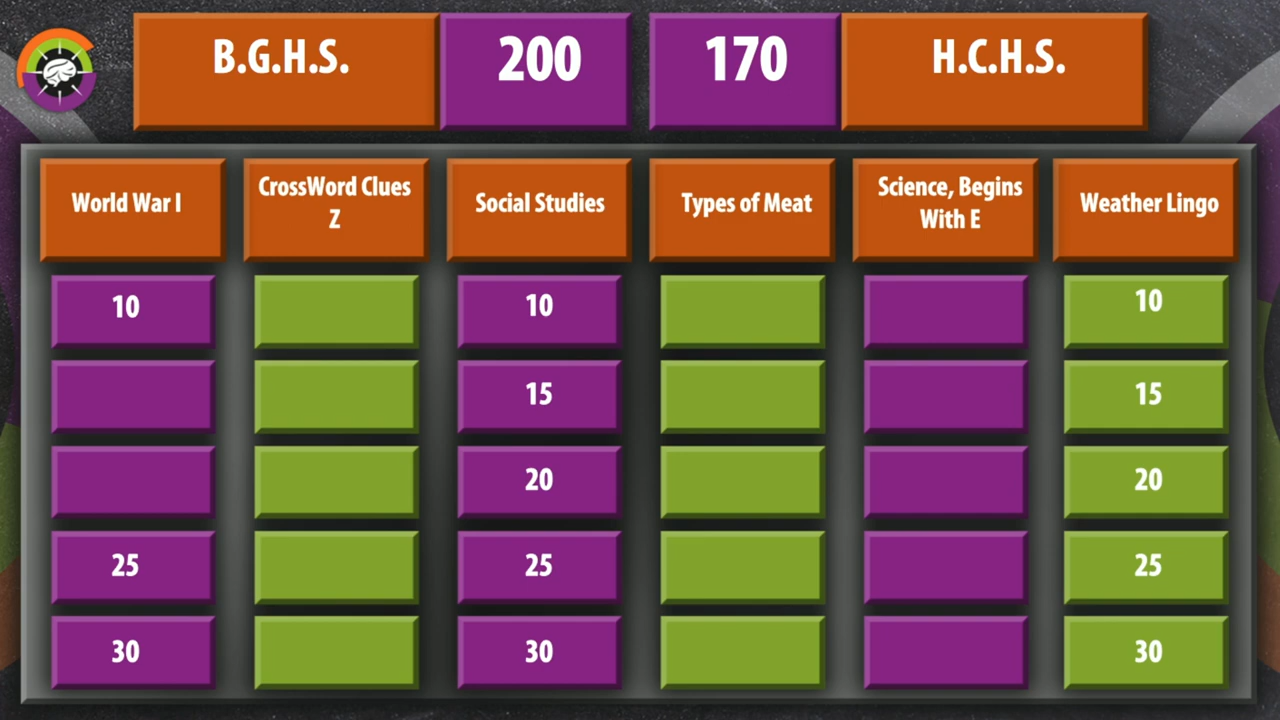 B.G.H.S. 200 170 H.C.H.S.
World War I
CrossWord Clues
Z
Social Studies
Types of Meat
Science, Begins
With E
Weather Lingo
10 10 10
15 15
20 20
25 25 25
30 30 30